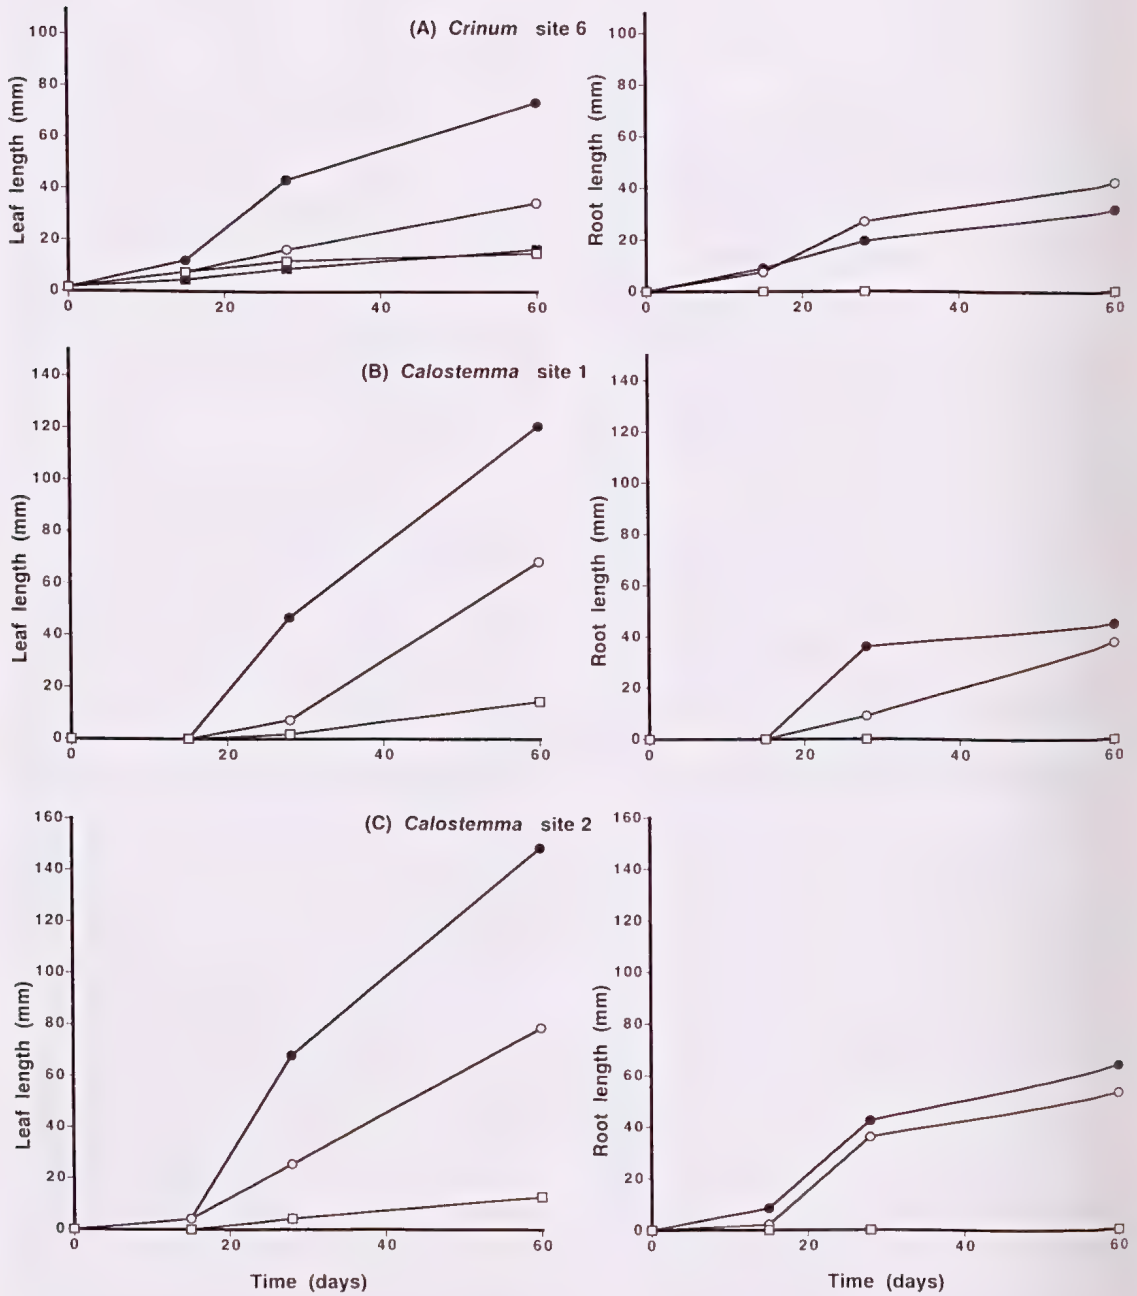 (A) Crinum site 6
Leaf length (mm)
100
80
60
40
20
0
0 20 40 60
Root length (mm)
100
80
60
40
20
0
0 20 40 60
(B) Calostemma site 1
Leaf length (mm)
140
120
100
80
60
40
20
0
0 20 40 60
Root length (mm)
140
120
100
80
60
40
20
0
0 20 40 60
(C) Calostemma site 2
Leaf length (mm)
160
140
120
100
80
60
40
20
0
0 20 40 60
Time (days)
Root length (mm)
160
140
120
100
80
60
40
20
0
0 20 40 60
Time (days)